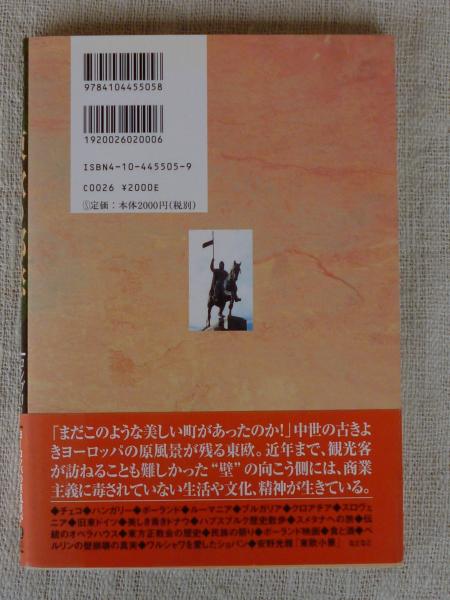 9784104455058
1920026020006
ISBN4-10-445505-9
C0026 ¥2000E
Ⓢ定価：本体2000円(税別)
「まだこのような美しい町があったのか!」中世の古きよ
きヨーロッパの原風景が残る東欧。近年まで、観光客
が訪ねることも難しかった“壁”の向こう側には、商業
主義に毒されていない生活や文化、精神が生きている。
◆チェコ◆ハンガリー◆ポーランド◆ルーマニア◆ブルガリア◆クロアチア◆スロヴェ
ニア◆旧東ドイツ◆美しき青きドナウ◆ハプスブルク歴史散歩◆スメタナへの旅◆伝
統のオペラハウス◆東方正教会の歴史◆民族の祭り◆ポーランド映画◆食と酒◆ベ
ルリンの壁崩壊の真実◆ワルシャワを愛したショパン◆安野光雅「東欧小景」 などなど